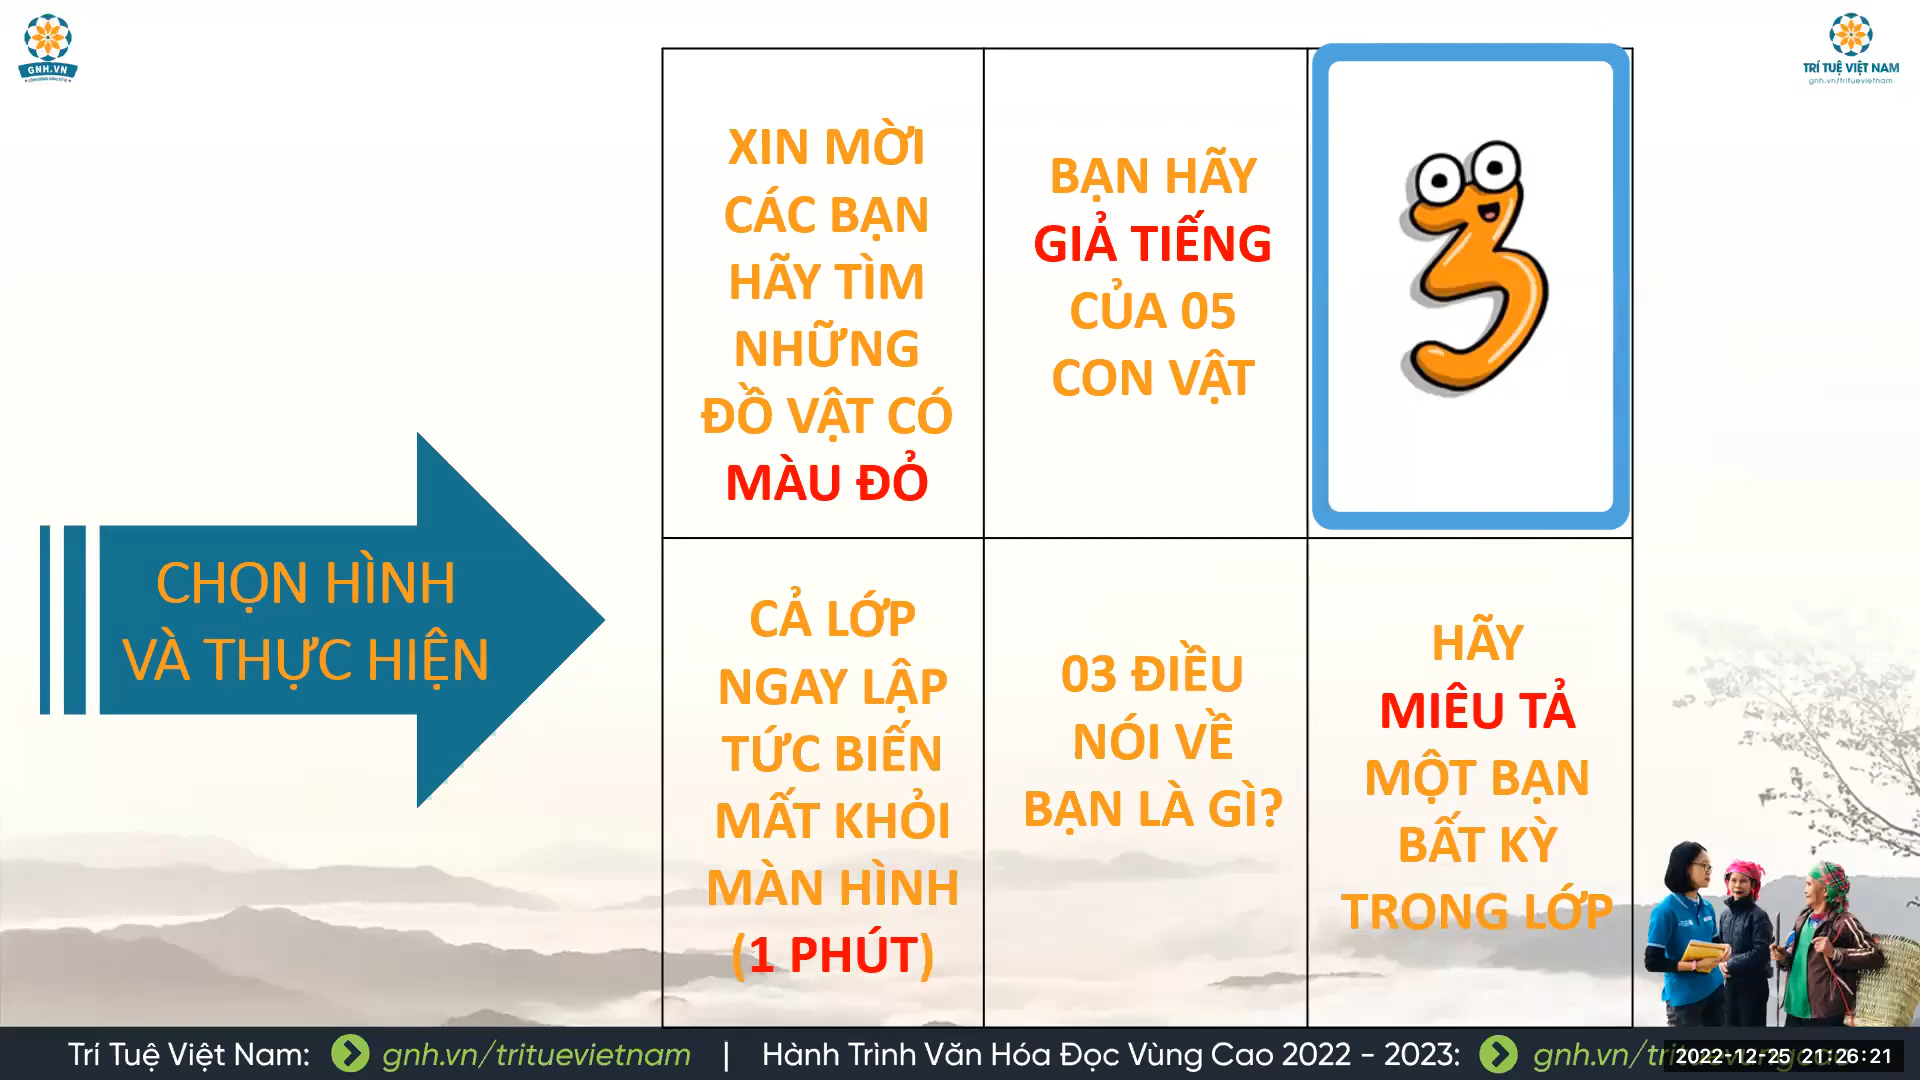 GNH.VN
TRÍ TUỆ VIỆT NAM
gnh.vn/trituevietnam
XIN MỜI
CÁC BẠN
HÃY TÌM
NHỮNG
ĐỒ VẬT CÓ
MÀU ĐỎ
BẠN HÃY
GIẢ TIẾNG
CỦA 05
CON VẬT
3
CHỌN HÌNH
VÀ THỰC HIỆN
CẢ LỚP
NGAY LẬP
TỨC BIẾN
MẤT KHỎI
MÀN HÌNH
(1 PHÚT)
03 ĐIỀU
NÓI VỀ
BẠN LÀ GÌ?
HÃY
MIÊU TẢ
MỘT BẠN
BẤT KỲ
TRONG LỚP
Trí Tuệ Việt Nam: gnh.vn/trituevietnam | Hành Trình Văn Hóa Đọc Vùng Cao 2022 - 2023: gnh.vn/
2022-12-25 21:26:21